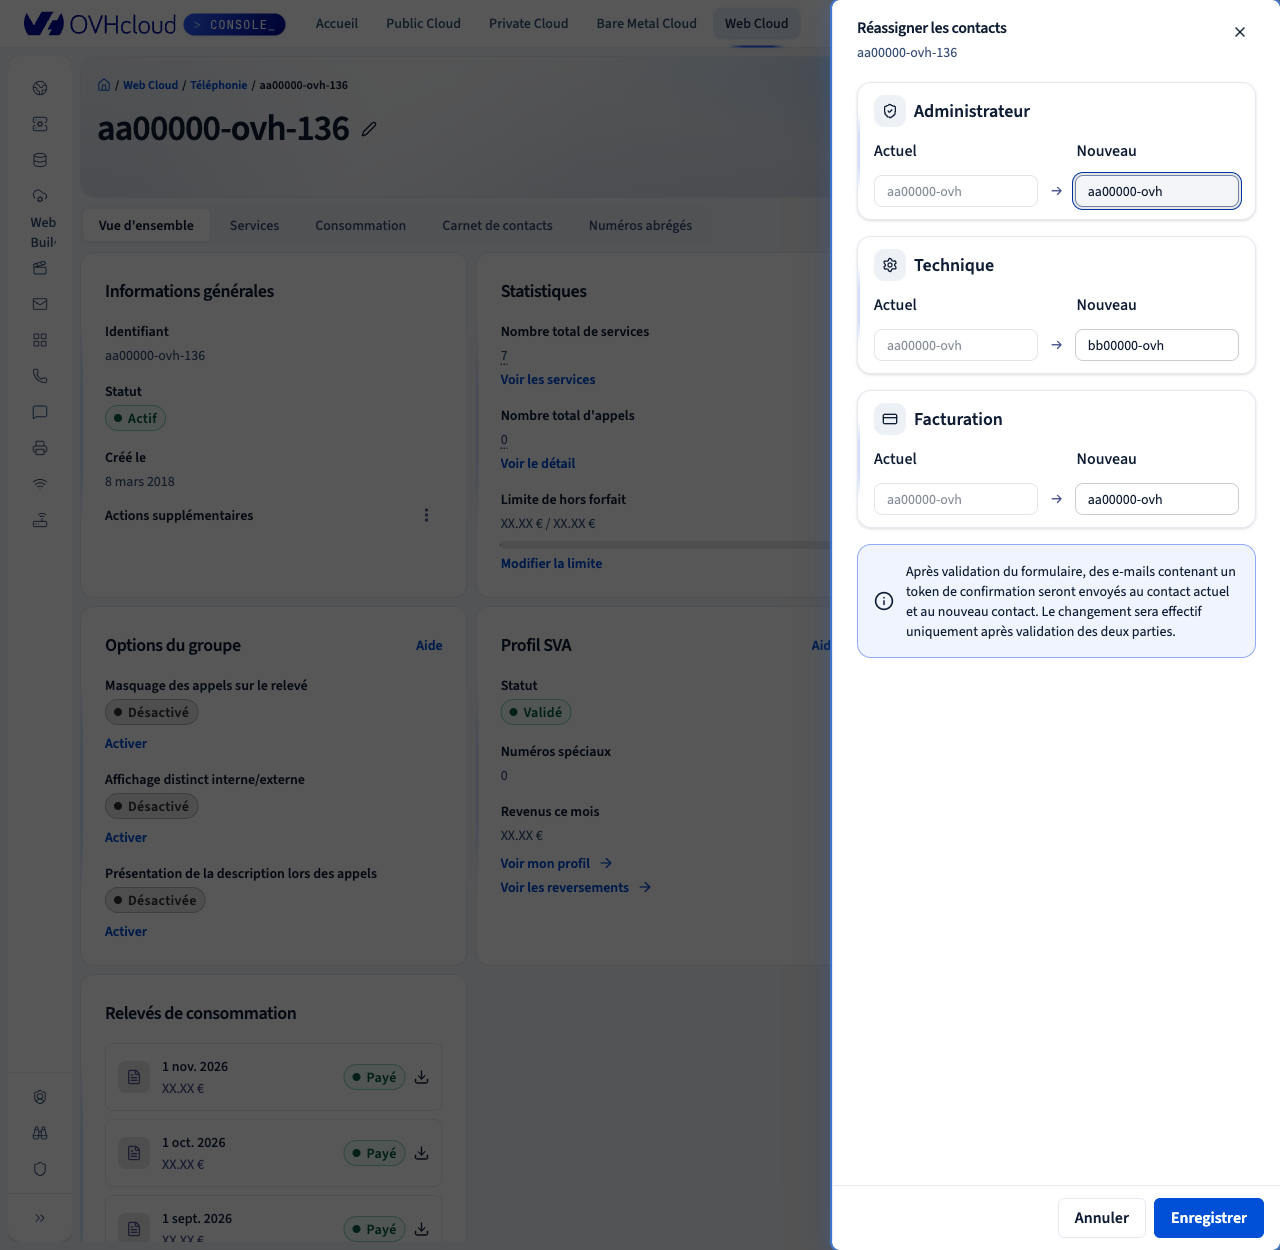 OVHcloud
> CONSOLE_
Accueil
Public Cloud
Private Cloud
Bare Metal Cloud
Web Cloud
/ Web Cloud / Téléphonie / aa00000-ovh-136
aa00000-ovh-136
Web
Buil
Vue d'ensemble
Services
Consommation
Carnet de contacts
Numéros abrégés
Informations générales
Identifiant
aa00000-ovh-136
Statut
Actif
Créé le
8 mars 2018
Actions supplémentaires
Statistiques
Nombre total de services
7
Voir les services
Nombre total d'appels
0
Voir le détail
Limite de hors forfait
XX.XX € / XX.XX €
Modifier la limite
Options du groupe
Aide
Masquage des appels sur le relevé
Désactivé
Activer
Affichage distinct interne/externe
Désactivé
Activer
Présentation de la description lors des appels
Désactivée
Activer
Profil SVA
Aid
Statut
Validé
Numéros spéciaux
0
Revenus ce mois
XX.XX €
Voir mon profil
Voir les reversements
Relevés de consommation
1 nov. 2026
XX.XX €
Payé
1 oct. 2026
XX.XX €
Payé
1 sept. 2026
XX.XX €
Payé
Réassigner les contacts
aa00000-ovh-136
Administrateur
Actuel
Nouveau
aa00000-ovh
aa00000-ovh
Technique
Actuel
Nouveau
aa00000-ovh
bb00000-ovh
Facturation
Actuel
Nouveau
aa00000-ovh
aa00000-ovh
Après validation du formulaire, des e-mails contenant un
token de confirmation seront envoyés au contact actuel
et au nouveau contact. Le changement sera effectif
uniquement après validation des deux parties.
Annuler
Enregistrer